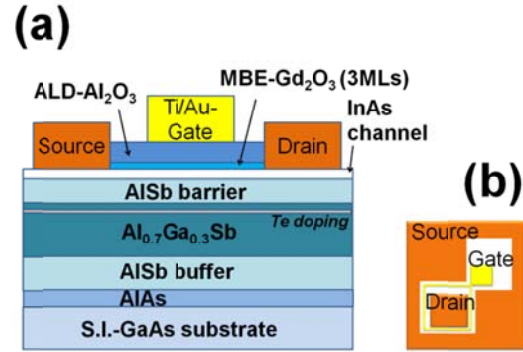 (a)
MBE-Gd₂O₃ (3MLs)
ALD-Al₂O₃
Ti/Au-
Gate
InAs
channel
Source
Drain
AlSb barrier
Te doping
Al₀.₇Ga₀.₃Sb
AlSb buffer
AlAs
S.I.-GaAs substrate
(b)
Source
Gate
Drain